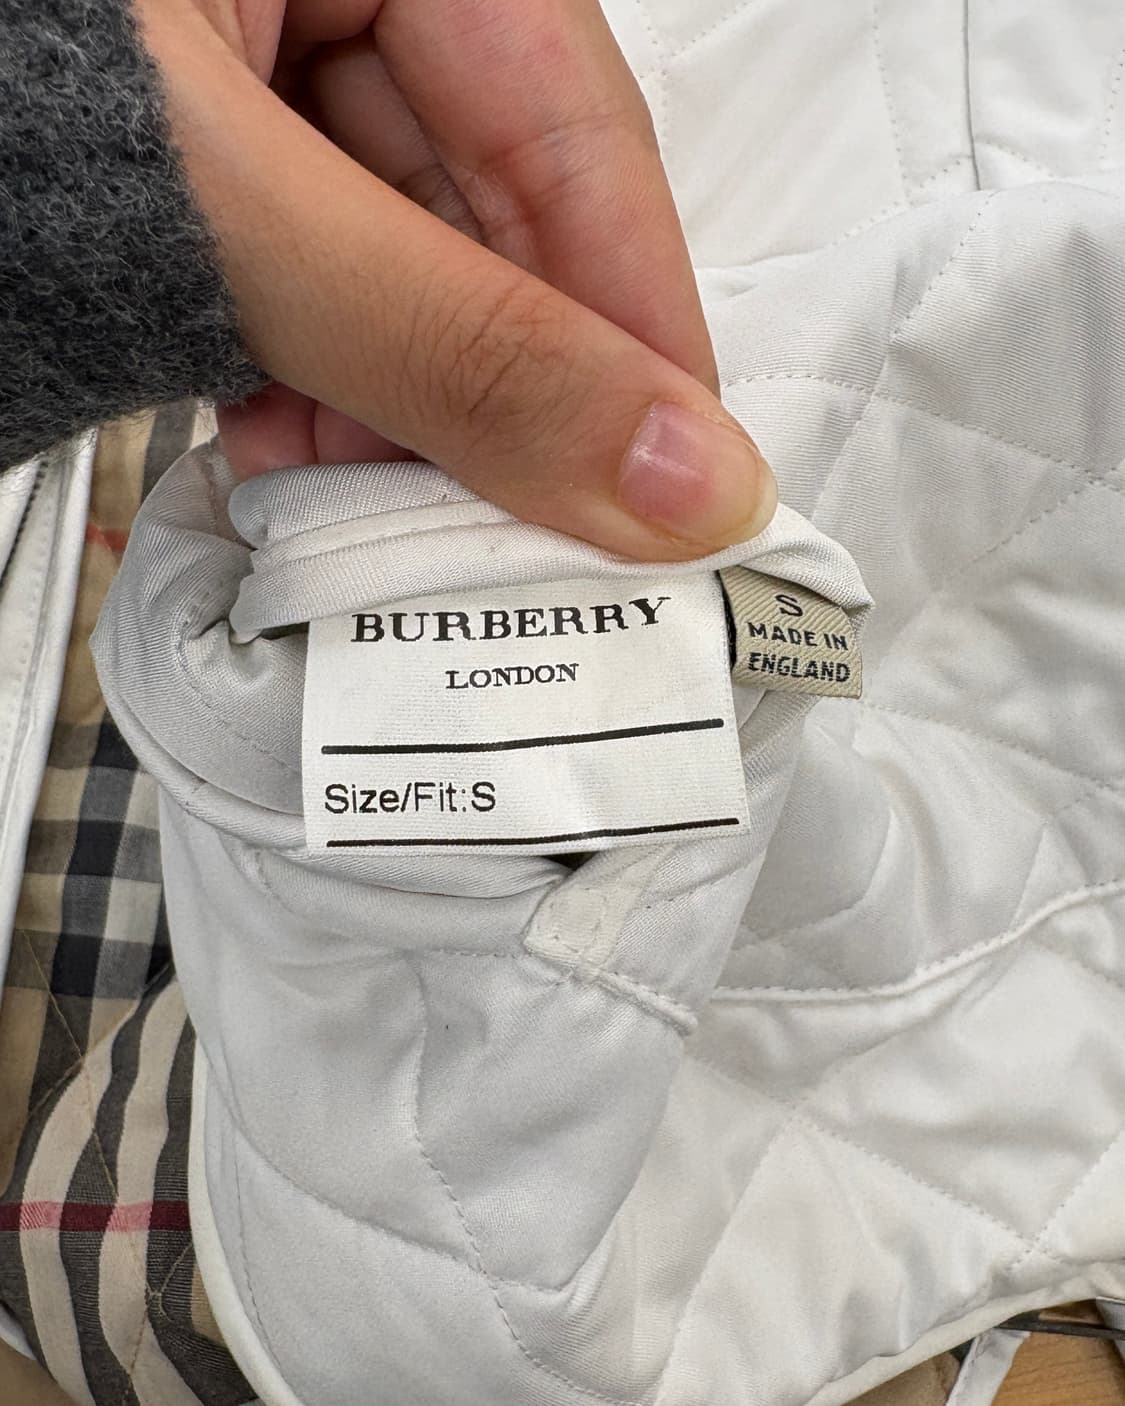 BURBERRY
LONDON
Size/Fit:S
S
MADE IN
ENGLAND